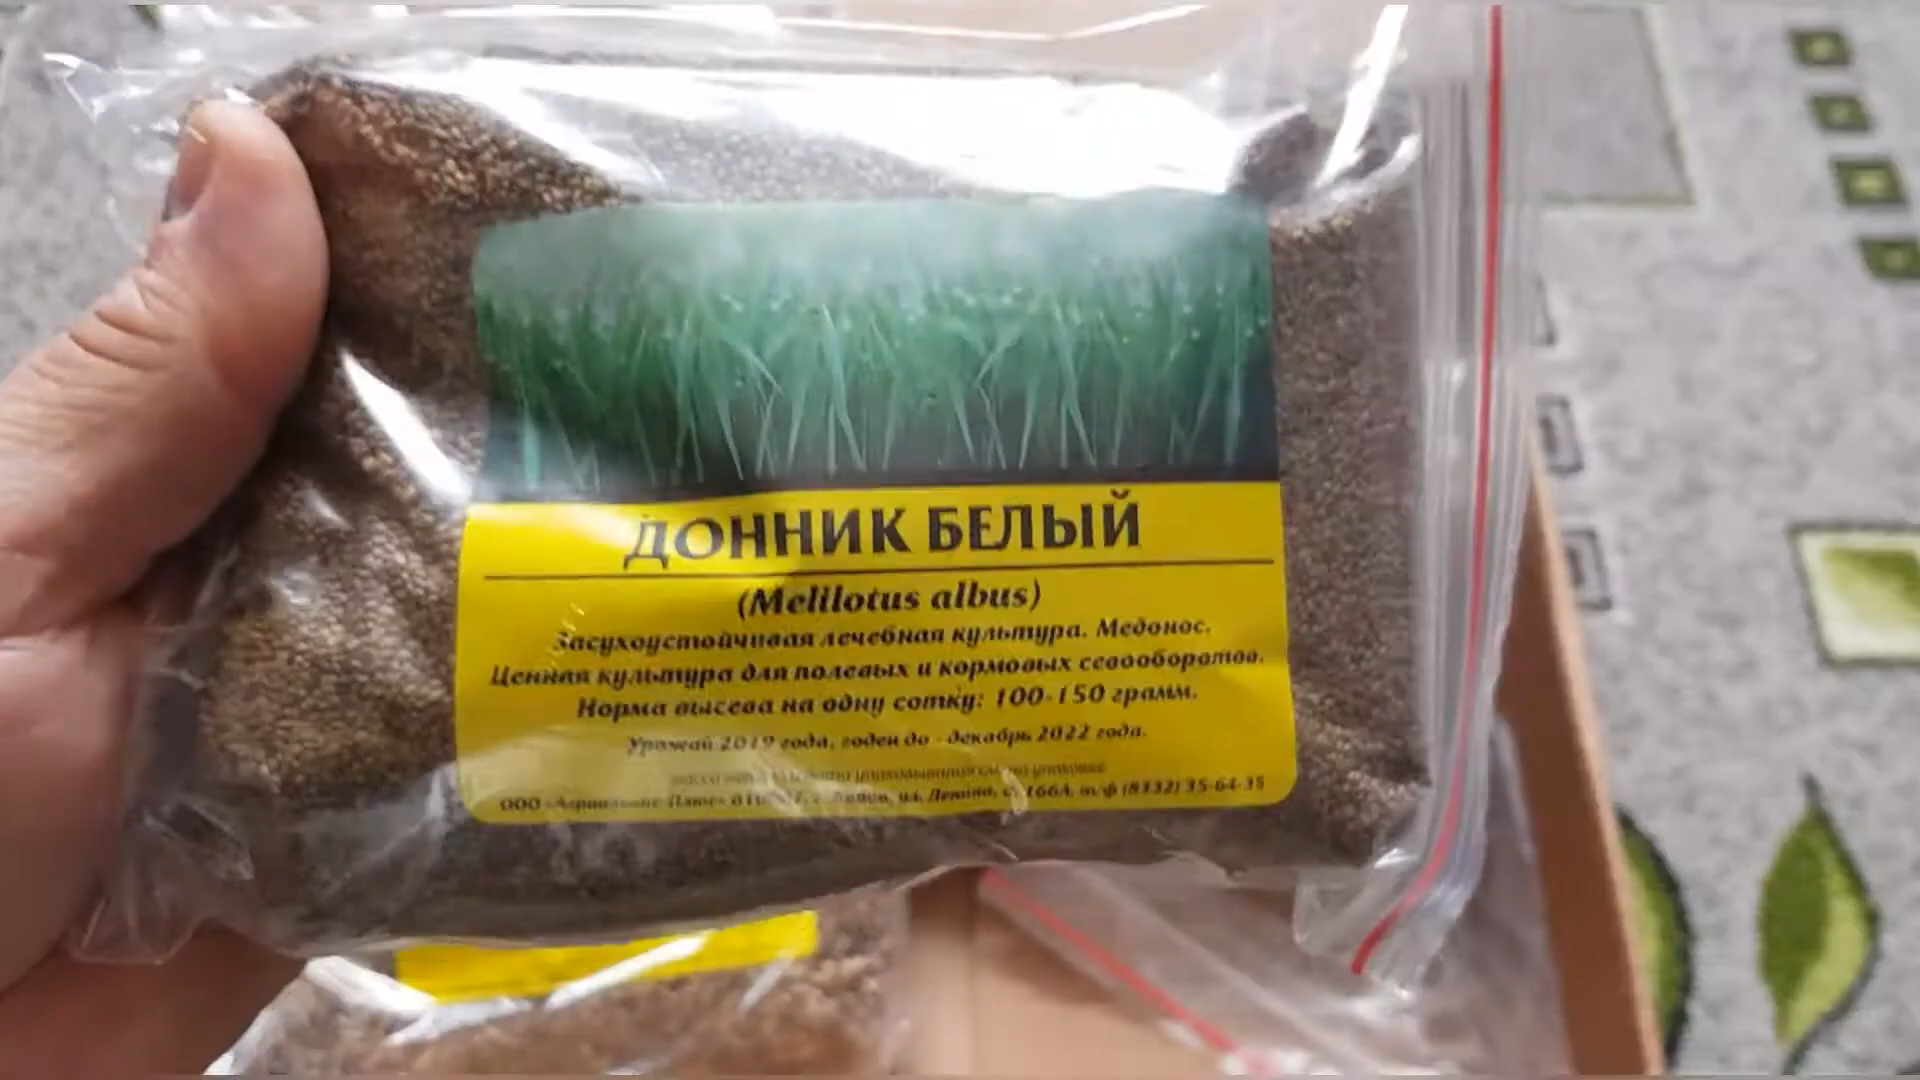 ДОННИК БЕЛЫЙ
(Melilotus albus)
Засухоустойчивая лечебная культура. Медонос.
Ценная культура для полевых и кормовых севооборотов.
Норма высева на одну сотку: 100-150 грамм.
Урожай 2019 года, годен до - декабрь 2022 года.
ООО ул. Ленина, т/ф (8332) 35-64-35